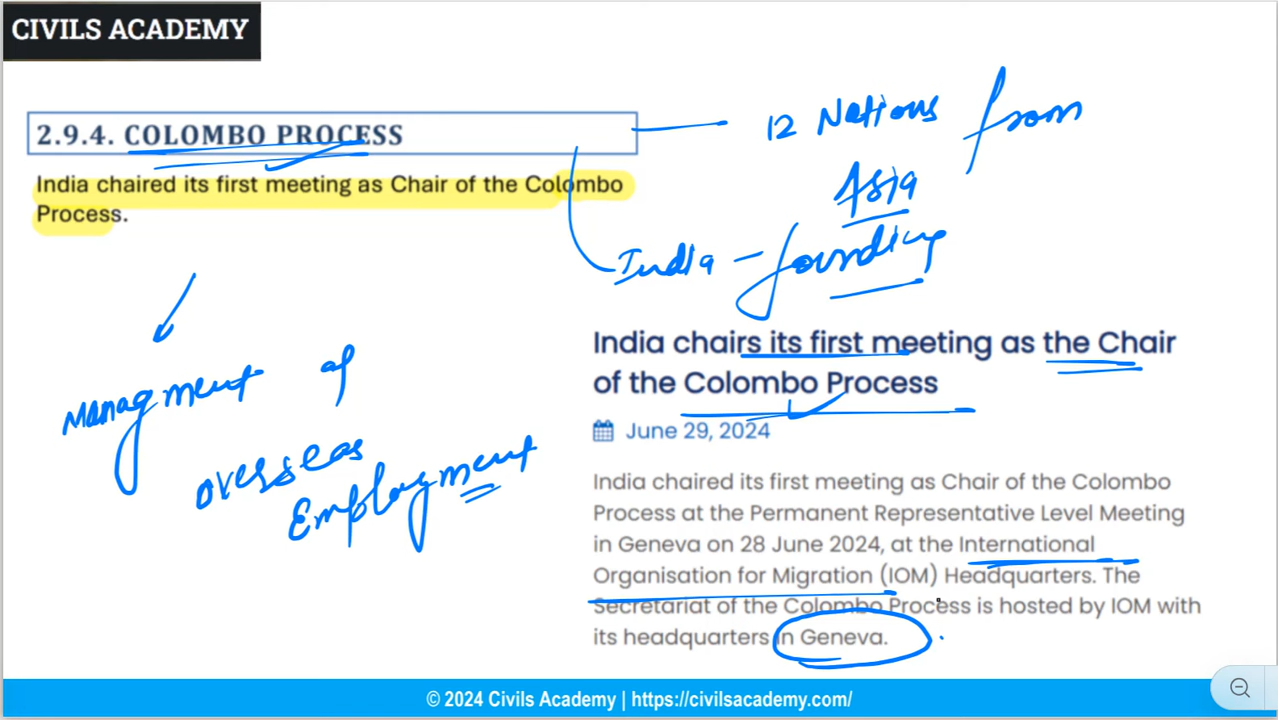 CIVILS ACADEMY
2.9.4. COLOMBO PROCESS
India chaired its first meeting as Chair of the Colombo
Process.
12 Nations from
Asia
India - founding
Managment of
overseas
Employment
India chairs its first meeting as the Chair
of the Colombo Process
June 29, 2024
India chaired its first meeting as Chair of the Colombo
Process at the Permanent Representative Level Meeting
in Geneva on 28 June 2024, at the International
Organisation for Migration (IOM) Headquarters. The
Secretariat of the Colombo Process is hosted by IOM with
its headquarters in Geneva.
© 2024 Civils Academy | https://civilsacademy.com/